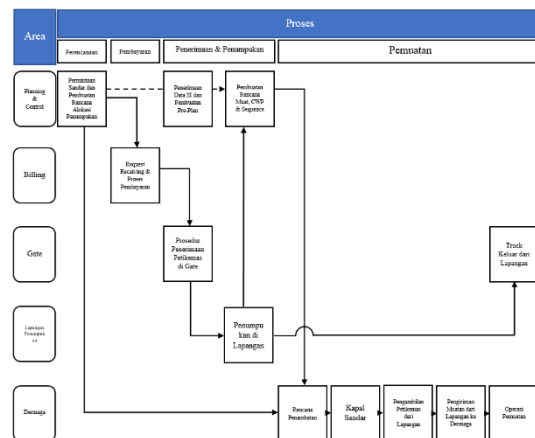 Area
Proses
Perencanaan
Pembayaran
Penerimaan & Penumpukan
Pemuatan
Planning
&
Control
Permintaan
Sandar dan
Pembuatan
Rencana
Alokasi
Penumpukan
Penerimaan
Data SI dan
Pembuatan
Pre-Plan
Pembuatan
Rencana
Muat, CWP
& Sequence
Billing
Request
Receiving &
Proses
Pembayaran
Gate
Prosedur
Penerimaan
Petikemas
di Gate
Truck
Keluar dari
Lapangan
Lapangan
Penumpuk
an
Penumpu
kan di
Lapangan
Dermaga
Rencana
Penambatan
Kapal
Sandar
Pengambilan
Petikemas
dari
Lapangan
Pengiriman
Muatan dari
Lapangan ke
Dermaga
Operasi
Pemuatan